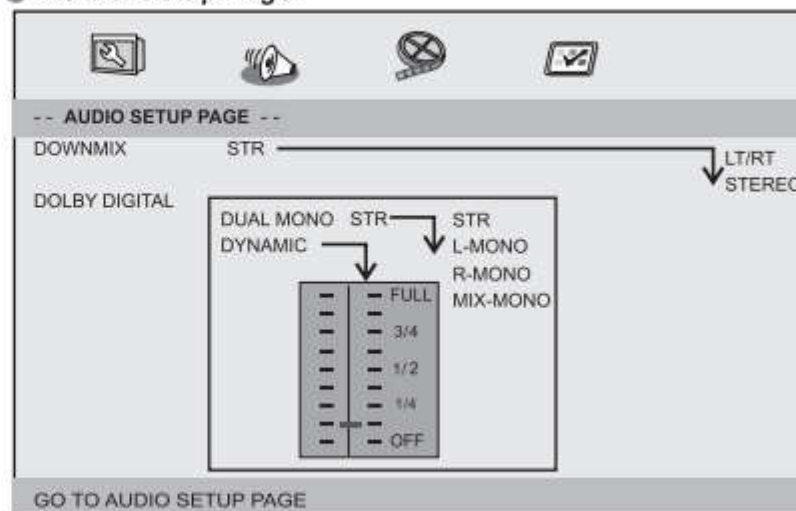 -- AUDIO SETUP PAGE --
DOWNMIX STR LT/RT
STEREO
DOLBY DIGITAL
DUAL MONO STR STR
DYNAMIC L-MONO
R-MONO
MIX-MONO
FULL
3/4
1/2
1/4
OFF
GO TO AUDIO SETUP PAGE